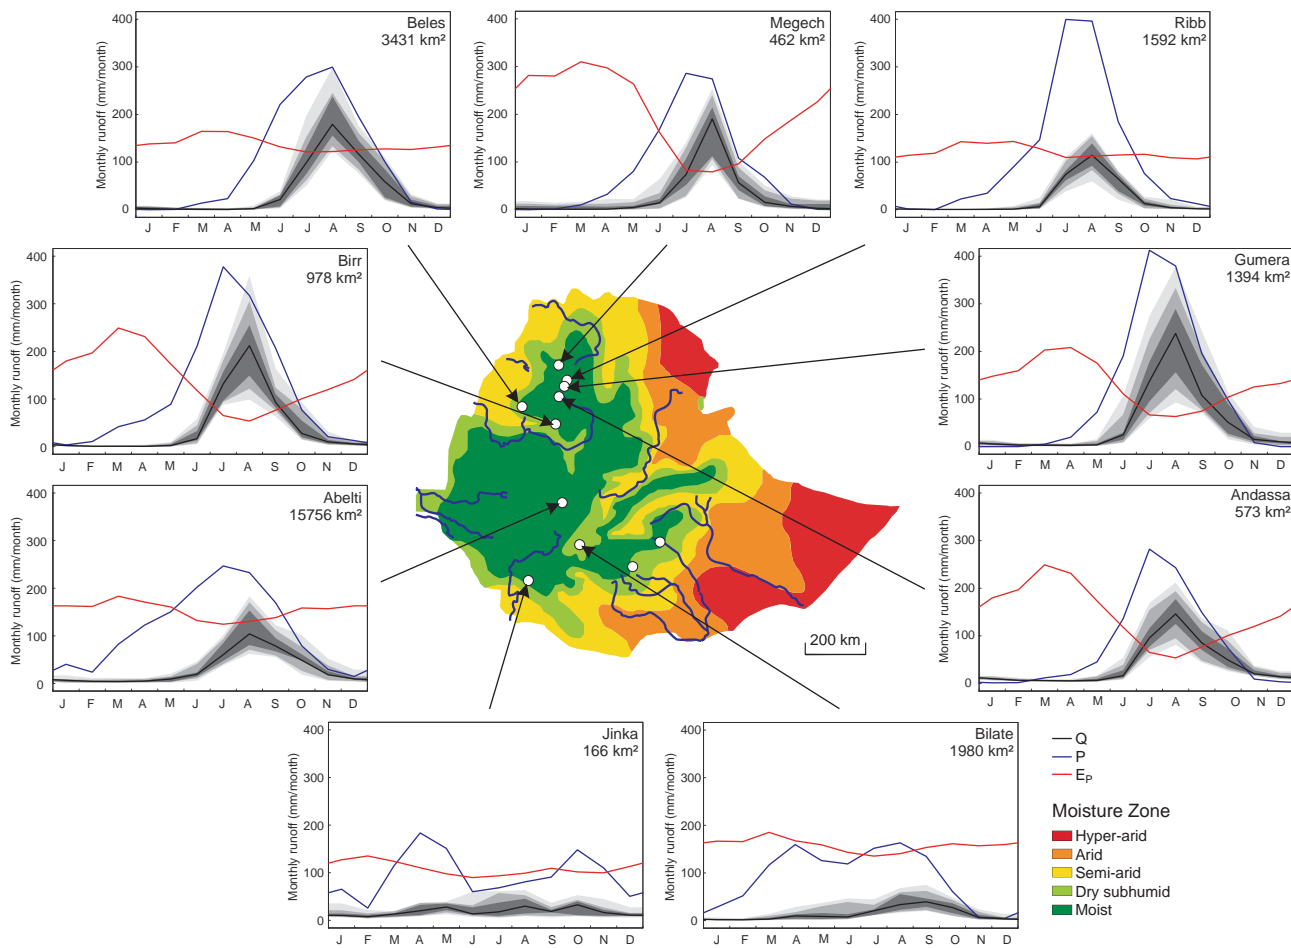 Beles
3431 km²
Monthly runoff (mm/month)
400
300
200
100
0
J F M A M J J A S O N D
Megech
462 km²
Monthly runoff (mm/month)
400
300
200
100
0
J F M A M J J A S O N D
Ribb
1592 km²
Monthly runoff (mm/month)
400
300
200
100
0
J F M A M J J A S O N D
Birr
978 km²
Monthly runoff (mm/month)
400
300
200
100
0
J F M A M J J A S O N D
Gumera
1394 km²
Monthly runoff (mm/month)
400
300
200
100
0
J F M A M J J A S O N D
Abelti
15756 km²
Monthly runoff (mm/month)
400
300
200
100
0
J F M A M J J A S O N D
Andassa
573 km²
Monthly runoff (mm/month)
400
300
200
100
0
J F M A M J J A S O N D
200 km
Jinka
166 km²
Monthly runoff (mm/month)
400
300
200
100
0
J F M A M J J A S O N D
Bilate
1980 km²
Monthly runoff (mm/month)
400
300
200
100
0
J F M A M J J A S O N D
Q
P
E_P
Moisture Zone
Hyper-arid
Arid
Semi-arid
Dry subhumid
Moist